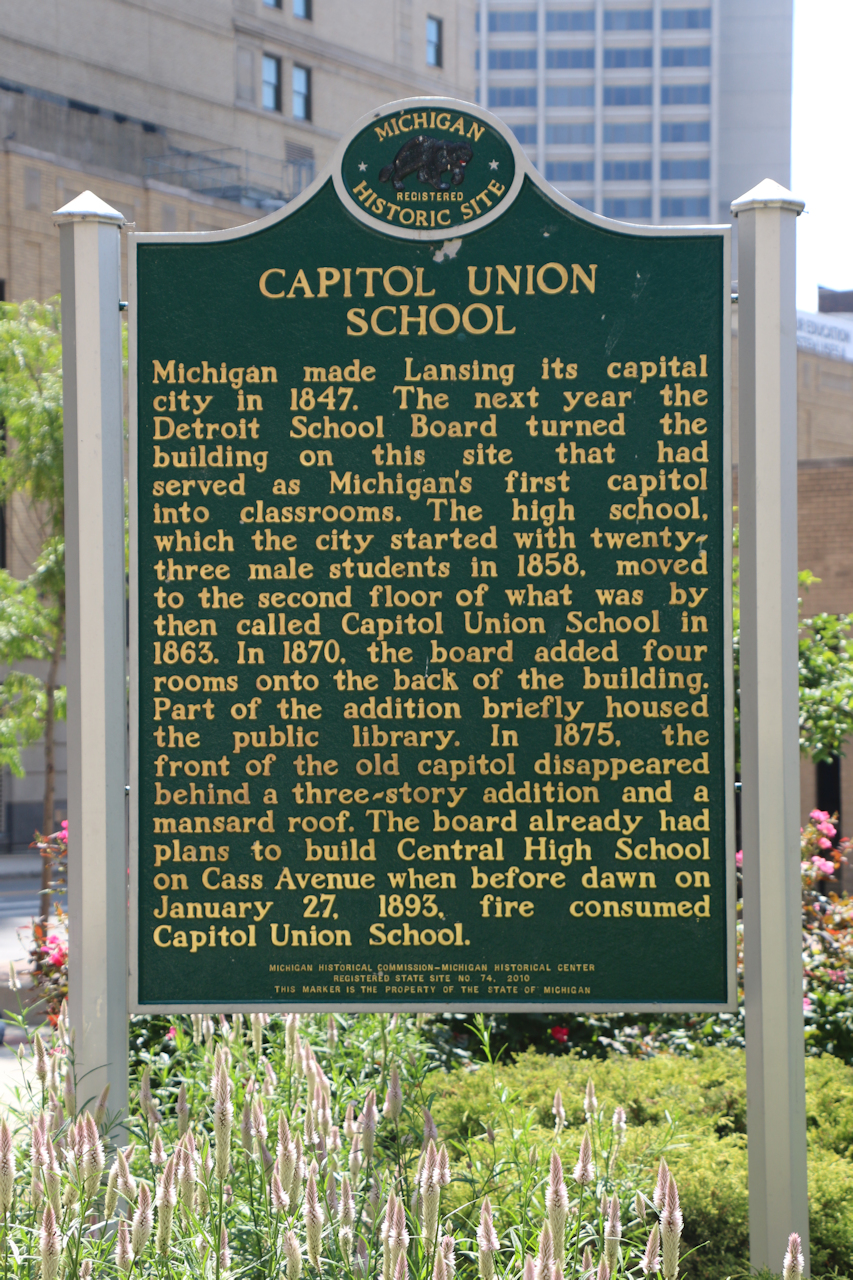 MICHIGAN
REGISTERED
HISTORIC SITE
CAPITOL UNION
SCHOOL
Michigan made Lansing its capital
city in 1847. The next year the
Detroit School Board turned the
building on this site that had
served as Michigan's first capitol
into classrooms. The high school,
which the city started with twenty-
three male students in 1858, moved
to the second floor of what was by
then called Capitol Union School in
1863. In 1870, the board added four
rooms onto the back of the building.
Part of the addition briefly housed
the public library. In 1875, the
front of the old capitol disappeared
behind a three-story addition and a
mansard roof. The board already had
plans to build Central High School
on Cass Avenue when before dawn on
January 27, 1893, fire consumed
Capitol Union School.
MICHIGAN HISTORICAL COMMISSION-MICHIGAN HISTORICAL CENTER
REGISTERED STATE SITE NO 74, 2010
THIS MARKER IS THE PROPERTY OF THE STATE OF MICHIGAN
EDUCATION